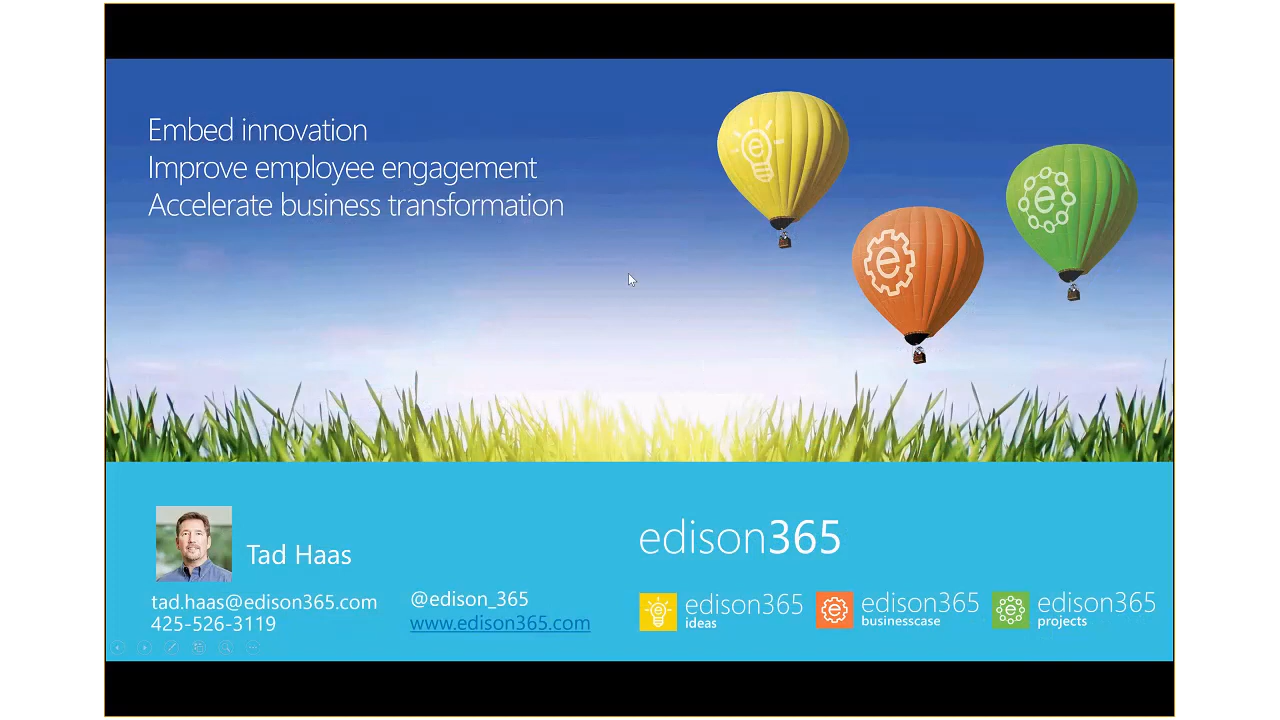 Embed innovation
Improve employee engagement
Accelerate business transformation
e
e
e
Tad Haas
tad.haas@edison365.com
425-526-3119
@edison_365
www.edison365.com
edison365
e
edison365
ideas
e
edison365
businesscase
e
edison365
projects